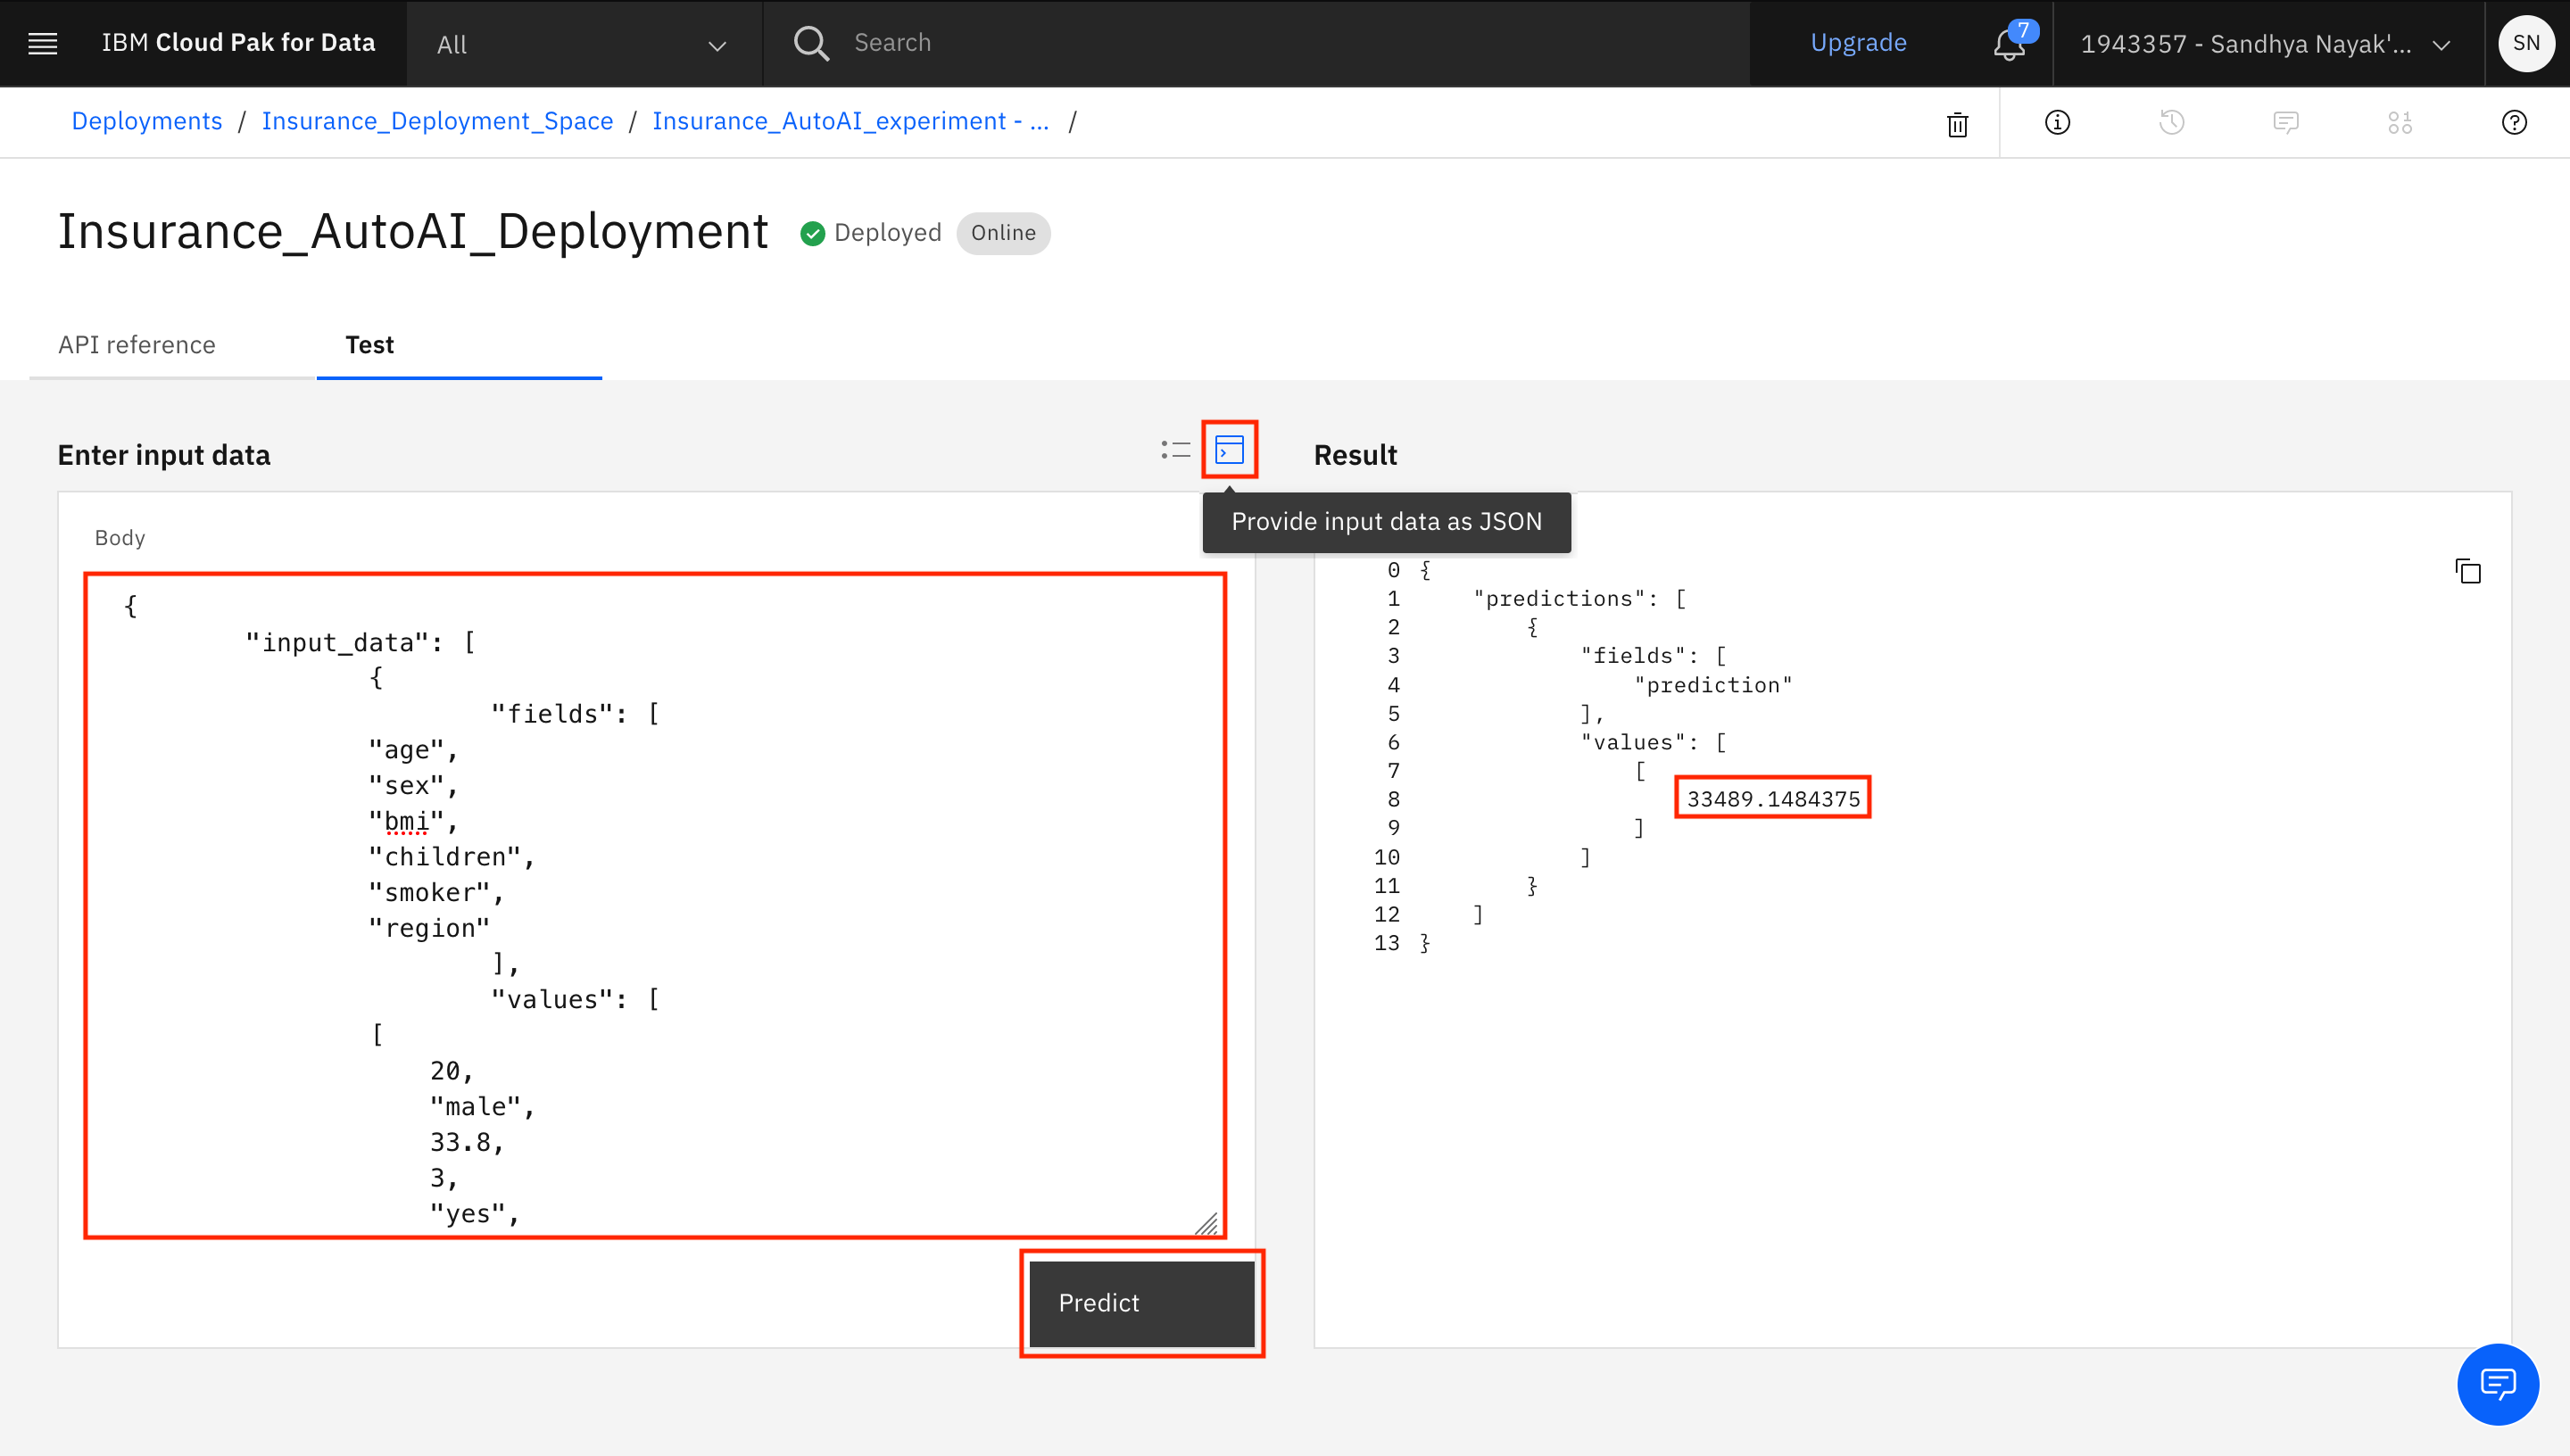 IBM Cloud Pak for Data
All
Search
Upgrade
7
1943357 - Sandhya Nayak'...
SN
Deployments / Insurance_Deployment_Space / Insurance_AutoAI_experiment - ... /
Insurance_AutoAI_Deployment
Deployed
Online
API reference
Test
Enter input data
Body
{
"input_data": [
{
"fields": [
"age",
"sex",
"bmi",
"children",
"smoker",
"region"
],
"values": [
[
20,
"male",
33.8,
3,
"yes",
Predict
Result
Provide input data as JSON
0 {
1 "predictions": [
2 {
3 "fields": [
4 "prediction"
5 ],
6 "values": [
7 [
8 33489.1484375
9 ]
10 ]
11 }
12 ]
13 }